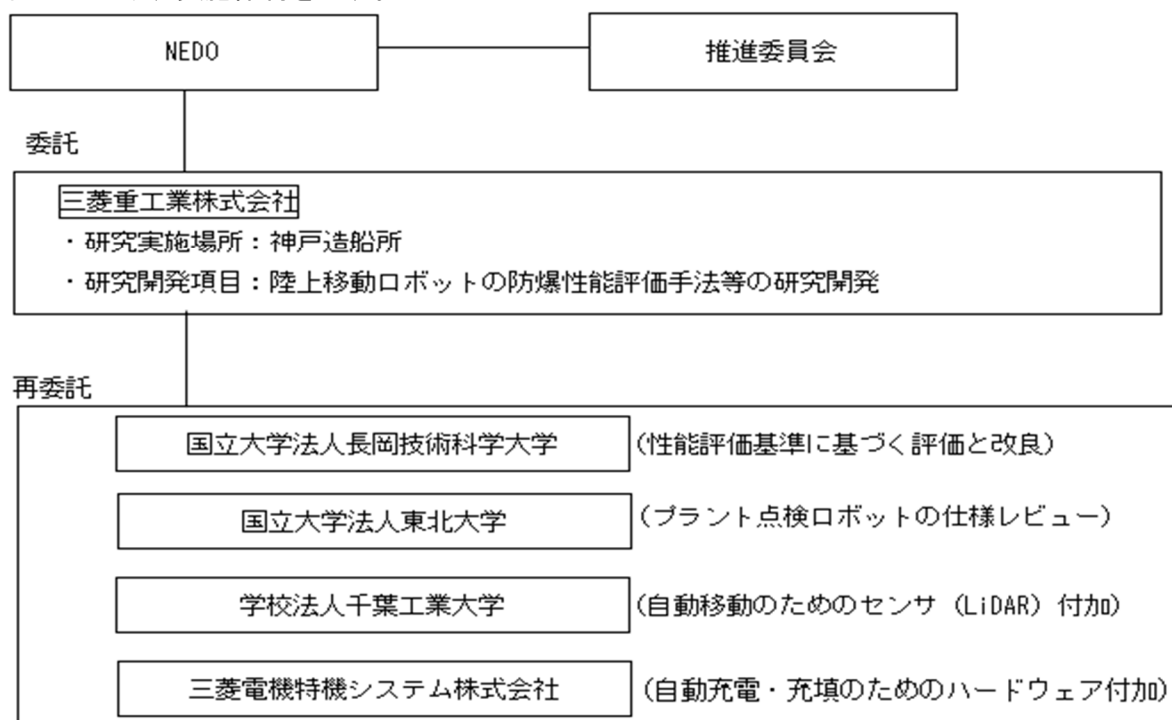 NEDO
推進委員会
委託
三菱重工業株式会社
・研究実施場所：神戸造船所
・研究開発項目：陸上移動ロボットの防爆性能評価手法等の研究開発
再委託
国立大学法人長岡技術科学大学 (性能評価基準に基づく評価と改良)
国立大学法人東北大学 (プラント点検ロボットの仕様レビュー)
学校法人千葉工業大学 (自動移動のためのセンサ（LiDAR）付加)
三菱電機特機システム株式会社 (自動充電・充填のためのハードウェア付加)